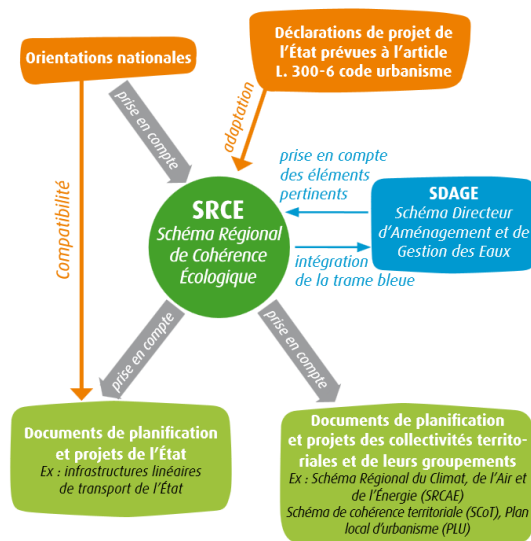 Déclarations de projet de
l'État prévues à l'article
L. 300-6 code urbanisme
Orientations nationales
prise en compte
adaptation
Compatibilité
prise en compte
des éléments
pertinents
SRCE
Schéma Régional
de Cohérence
Écologique
SDAGE
Schéma Directeur
d'Aménagement et de
Gestion des Eaux
intégration
de la trame bleue
prise en compte
prise en compte
Documents de planification
et projets de l'État
Ex : infrastructures linéaires
de transport de l'État
Documents de planification
et projets des collectivités territo-
riales et de leurs groupements
Ex : Schéma Régional du Climat, de l'Air et
de l'Énergie (SRCAE)
Schéma de cohérence territoriale (SCoT), Plan
local d'urbanisme (PLU)